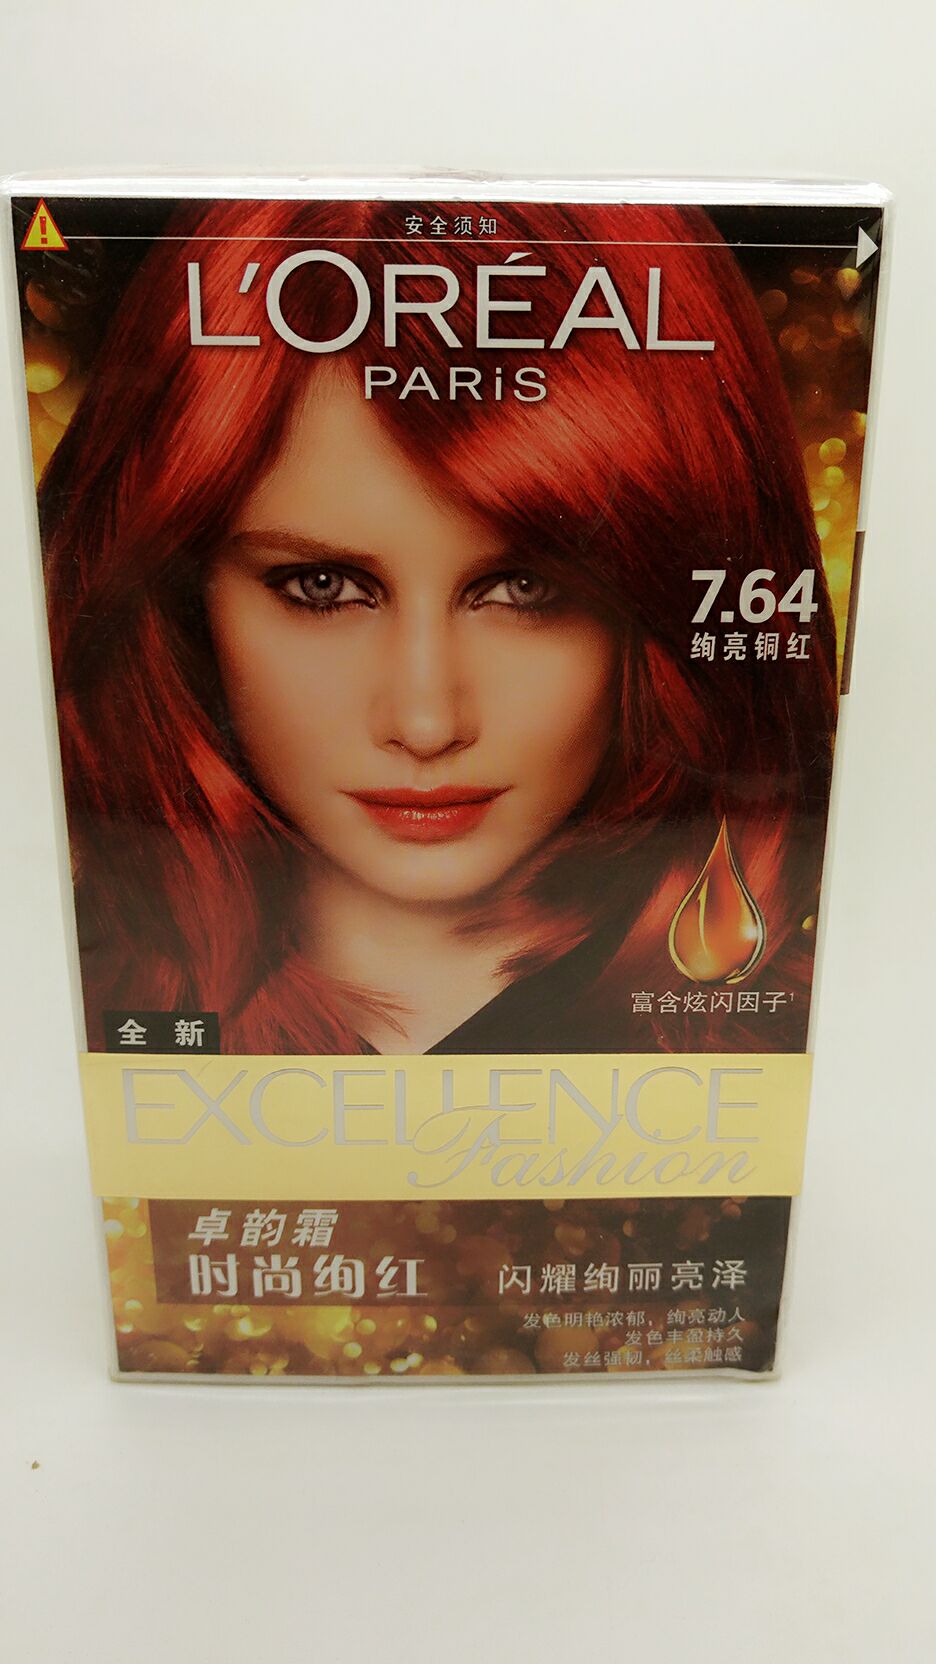 安全须知
L'ORÉAL
PARiS
7.64
绚亮铜红
富含炫闪因子¹
全新
EXCELLENCE
Fashion
卓韵霜
时尚绚红
闪耀绚丽亮泽
发色明艳浓郁，绚亮动人
发色丰盈持久
发丝强韧，丝柔触感